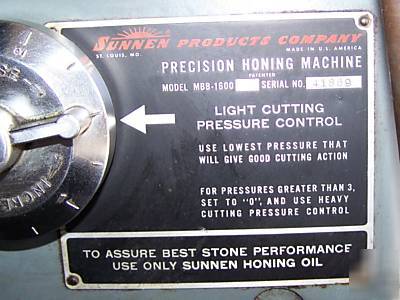 SUNNEN PRODUCTS COMPANY
ST. LOUIS, MO. MADE IN U.S. AMERICA
PRECISION HONING MACHINE
PATENTED
MODEL MBB-1600 SERIAL NO. 41889
LIGHT CUTTING
PRESSURE CONTROL
USE LOWEST PRESSURE THAT
WILL GIVE GOOD CUTTING ACTION
FOR PRESSURES GREATER THAN 3,
SET TO "0", AND USE HEAVY
CUTTING PRESSURE CONTROL
TO ASSURE BEST STONE PERFORMANCE
USE ONLY SUNNEN HONING OIL